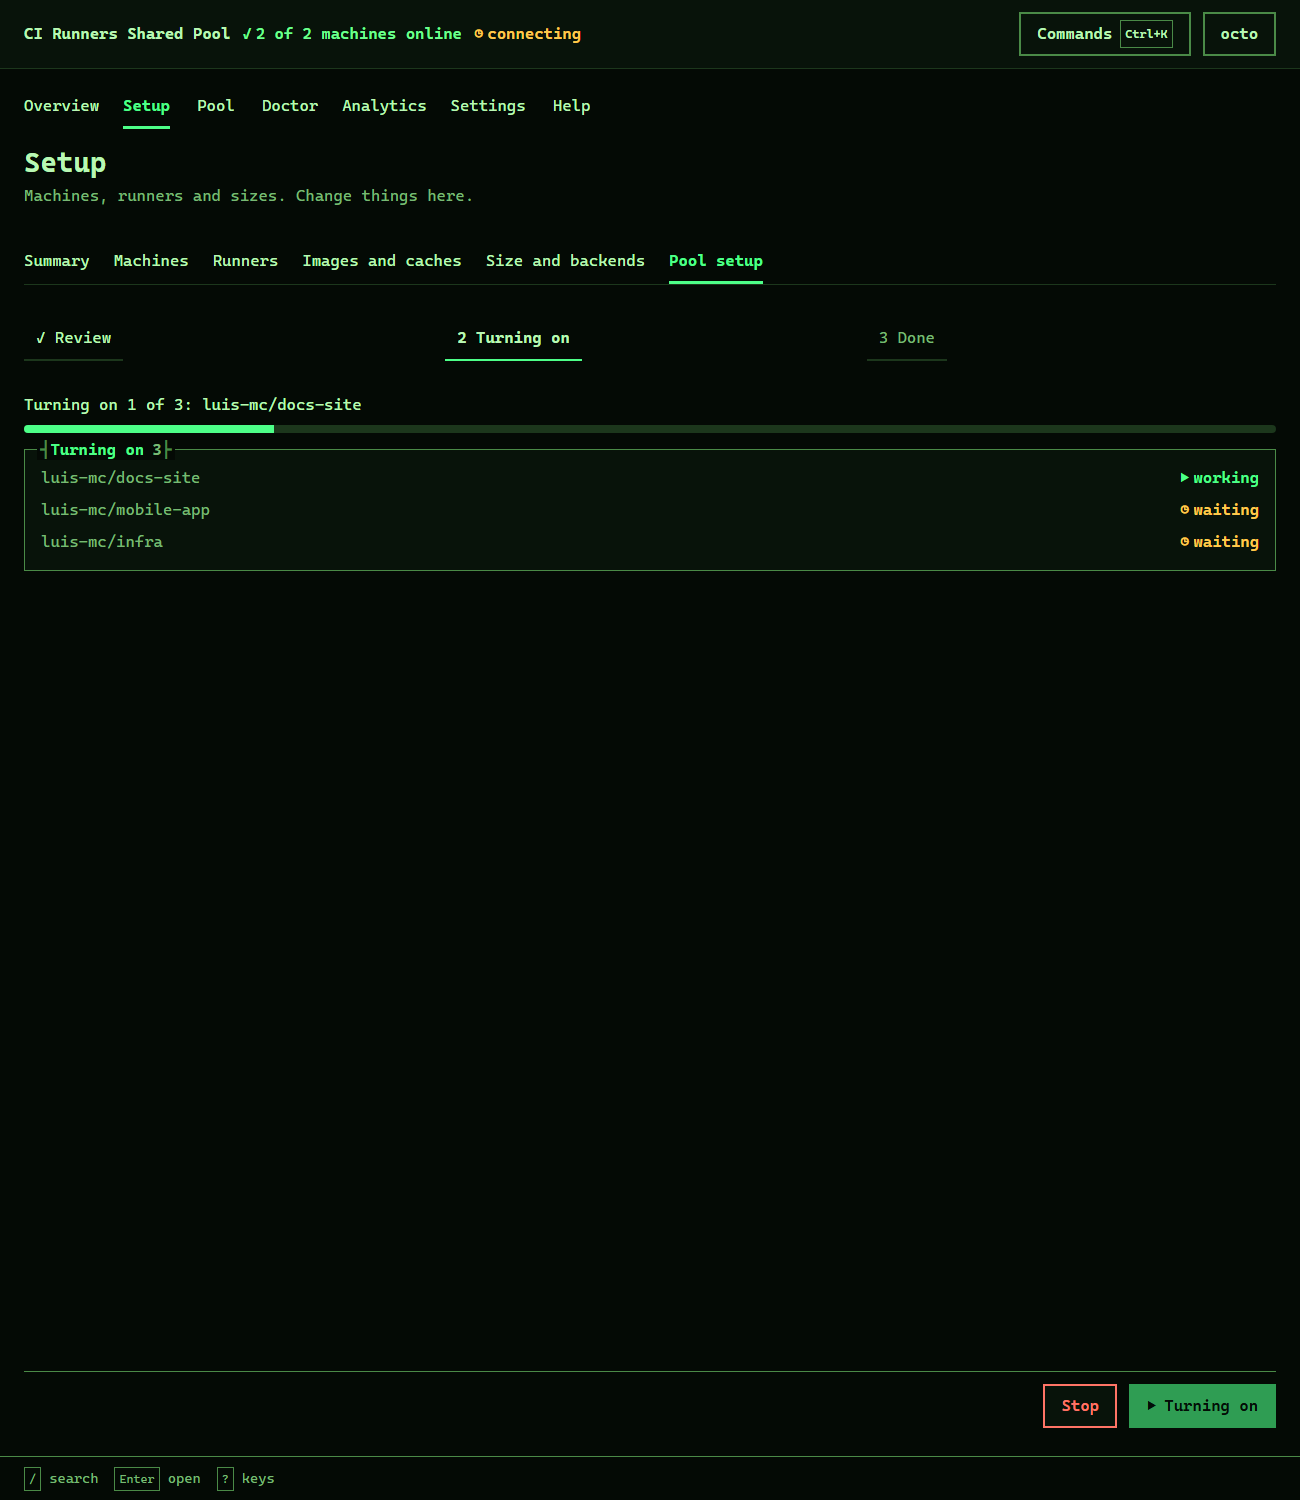 CI Runners Shared Pool ✓ 2 of 2 machines online connecting Commands Ctrl+K octo
Overview Setup Pool Doctor Analytics Settings Help
Setup
Machines, runners and sizes. Change things here.
Summary Machines Runners Images and caches Size and backends Pool setup
✓ Review 2 Turning on 3 Done
Turning on 1 of 3: luis-mc/docs-site
Turning on 3
luis-mc/docs-site working
luis-mc/mobile-app waiting
luis-mc/infra waiting
Stop Turning on
/ search Enter open ? keys